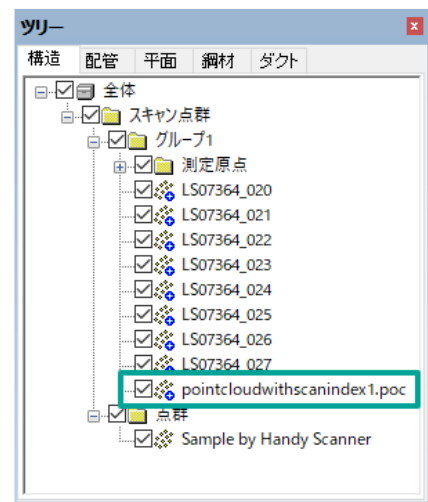 ツリー
構造 配管 平面 鋼材 ダクト
全体
スキャン点群
グループ1
測定原点
LS07364_020
LS07364_021
LS07364_022
LS07364_023
LS07364_024
LS07364_025
LS07364_026
LS07364_027
pointcloudwithscanindex1.poc
点群
Sample by Handy Scanner